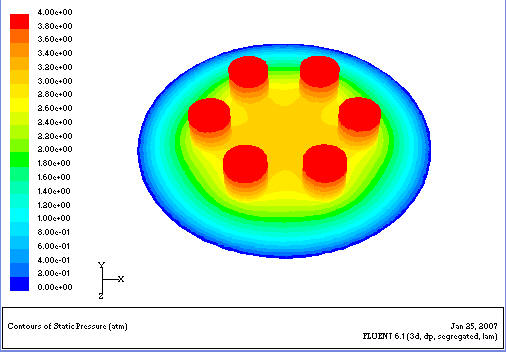 4.00e+00
3.80e+00
3.60e+00
3.40e+00
3.20e+00
3.00e+00
2.80e+00
2.60e+00
2.40e+00
2.20e+00
2.00e+00
1.80e+00
1.60e+00
1.40e+00
1.20e+00
1.00e+00
8.00e-01
6.00e-01
4.00e-01
2.00e-01
0.00e+00
Y
X
Z
Contours of Static Pressure (atm)
Jan 25, 2007
FLUENT 6.1 (3d, dp, segregated, lam)